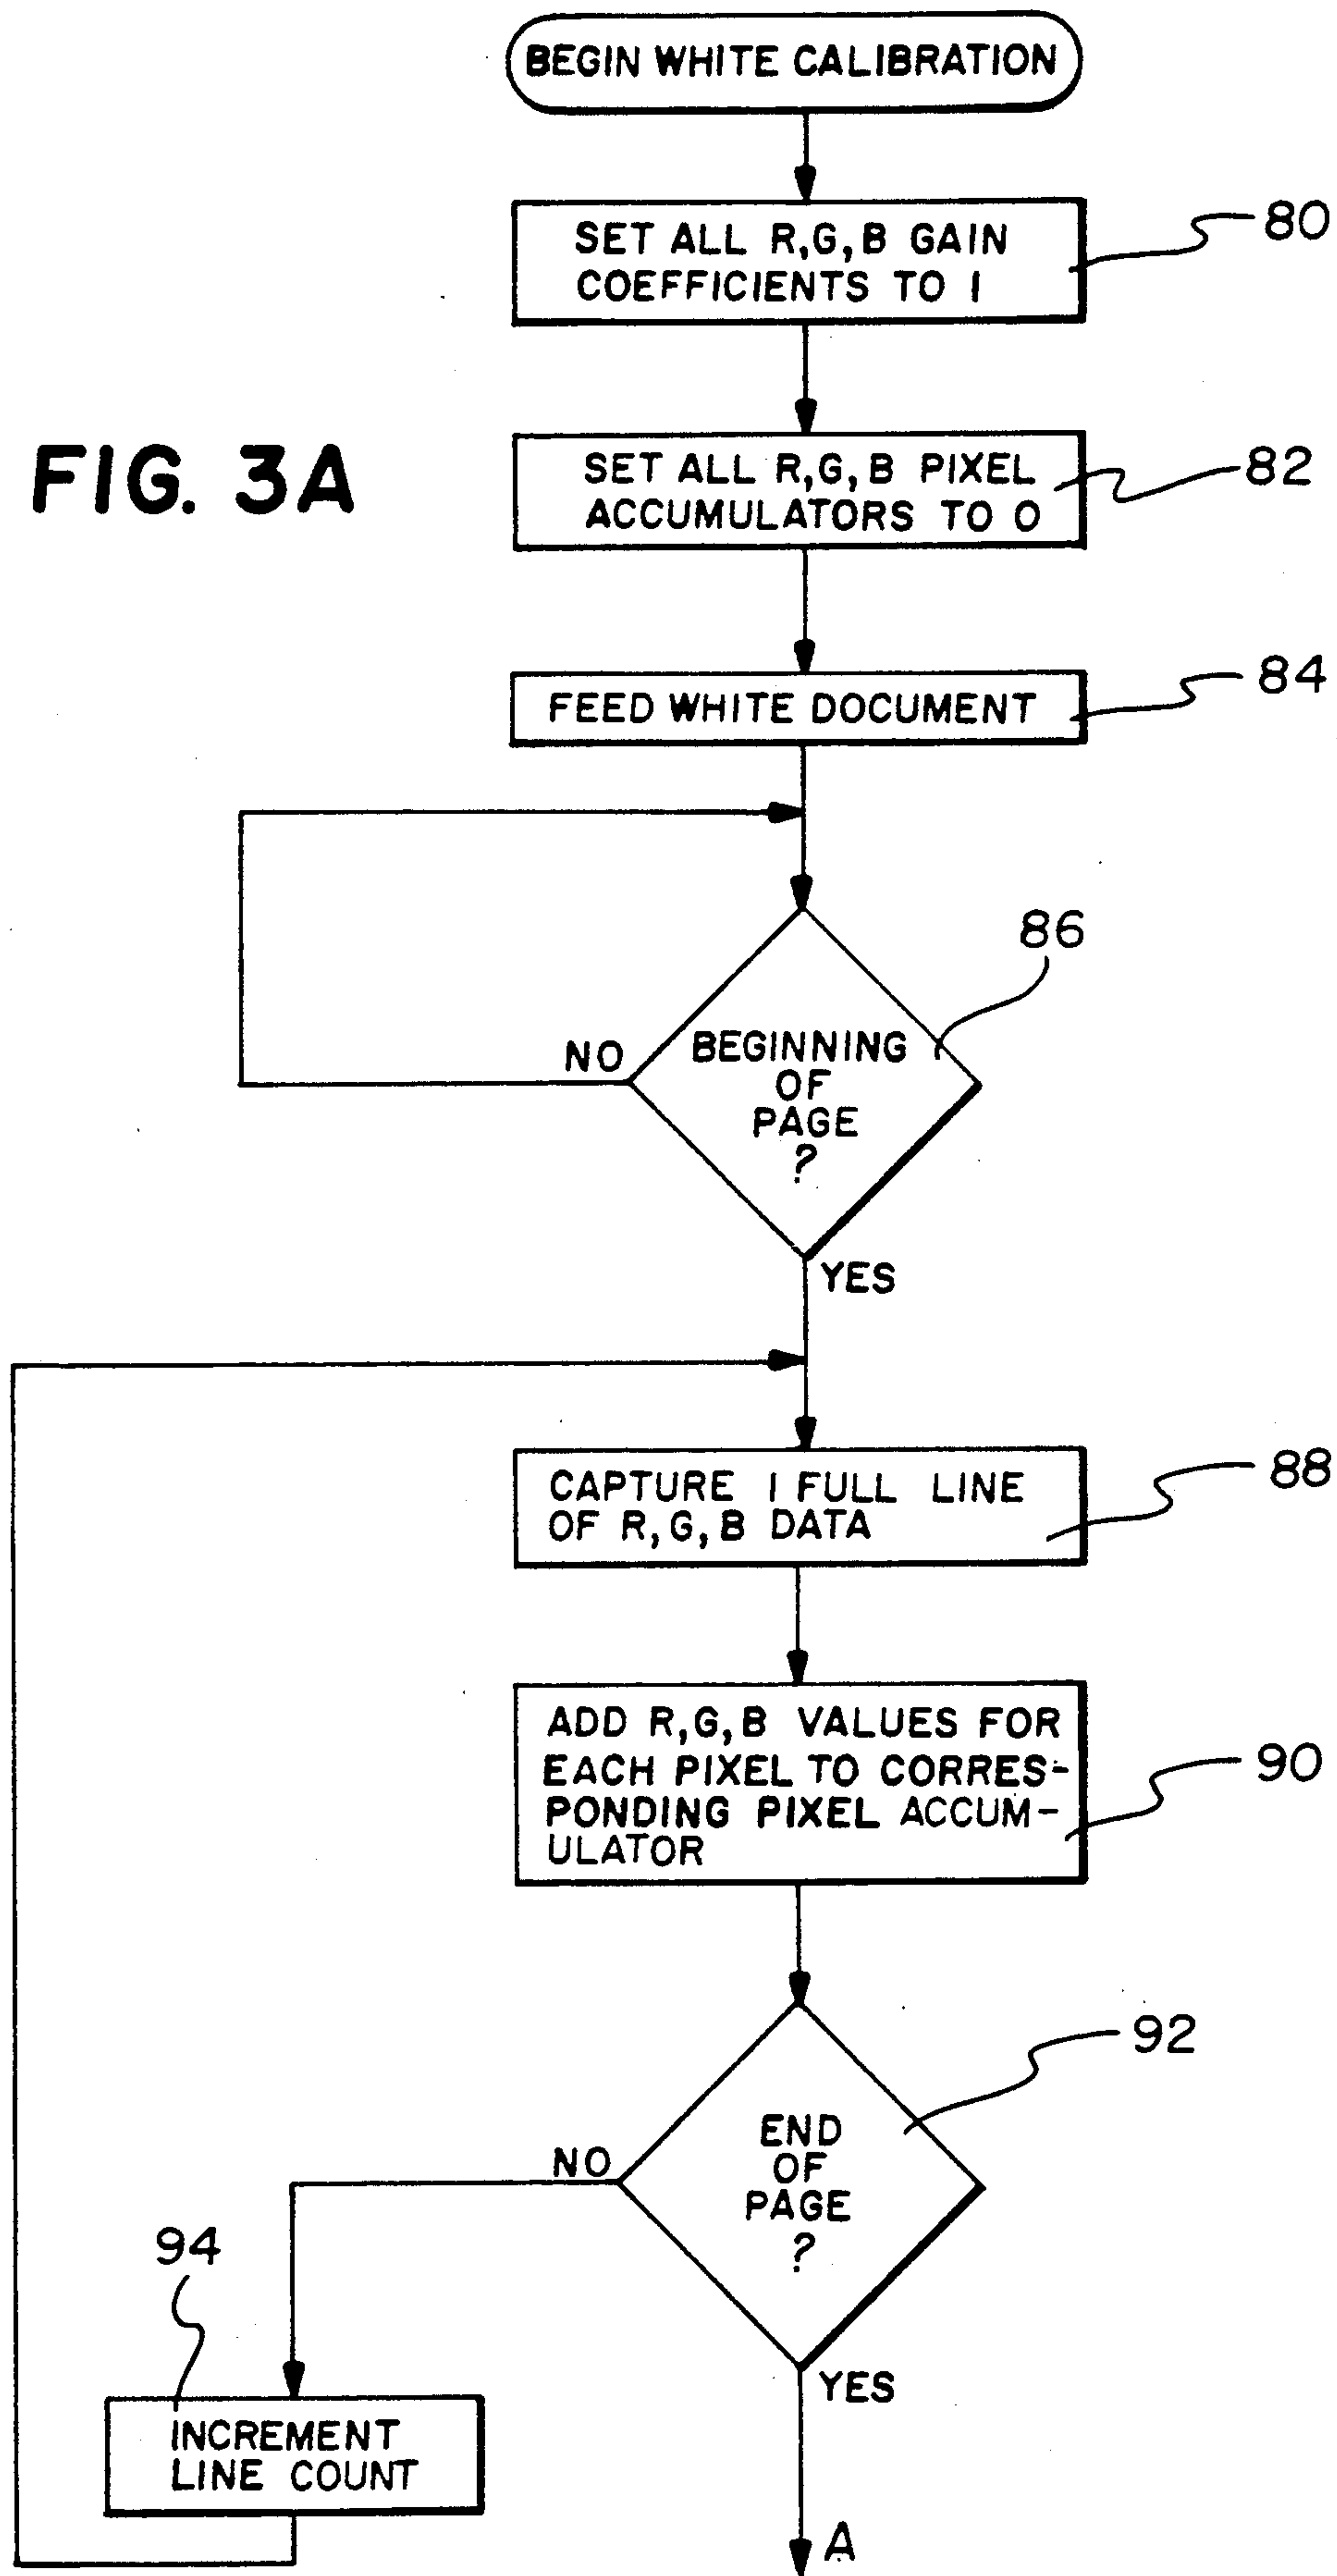 BEGIN WHITE CALIBRATION
SET ALL R,G,B GAIN
COEFFICIENTS TO 1
80
FIG. 3A
SET ALL R,G,B PIXEL
ACCUMULATORS TO 0
82
FEED WHITE DOCUMENT
84
86
NO
BEGINNING
OF
PAGE
?
YES
CAPTURE 1 FULL LINE
OF R,G,B DATA
88
ADD R,G,B VALUES FOR
EACH PIXEL TO CORRES-
PONDING PIXEL ACCUM-
ULATOR
90
92
NO
END
OF
PAGE
?
YES
94
INCREMENT
LINE COUNT
A